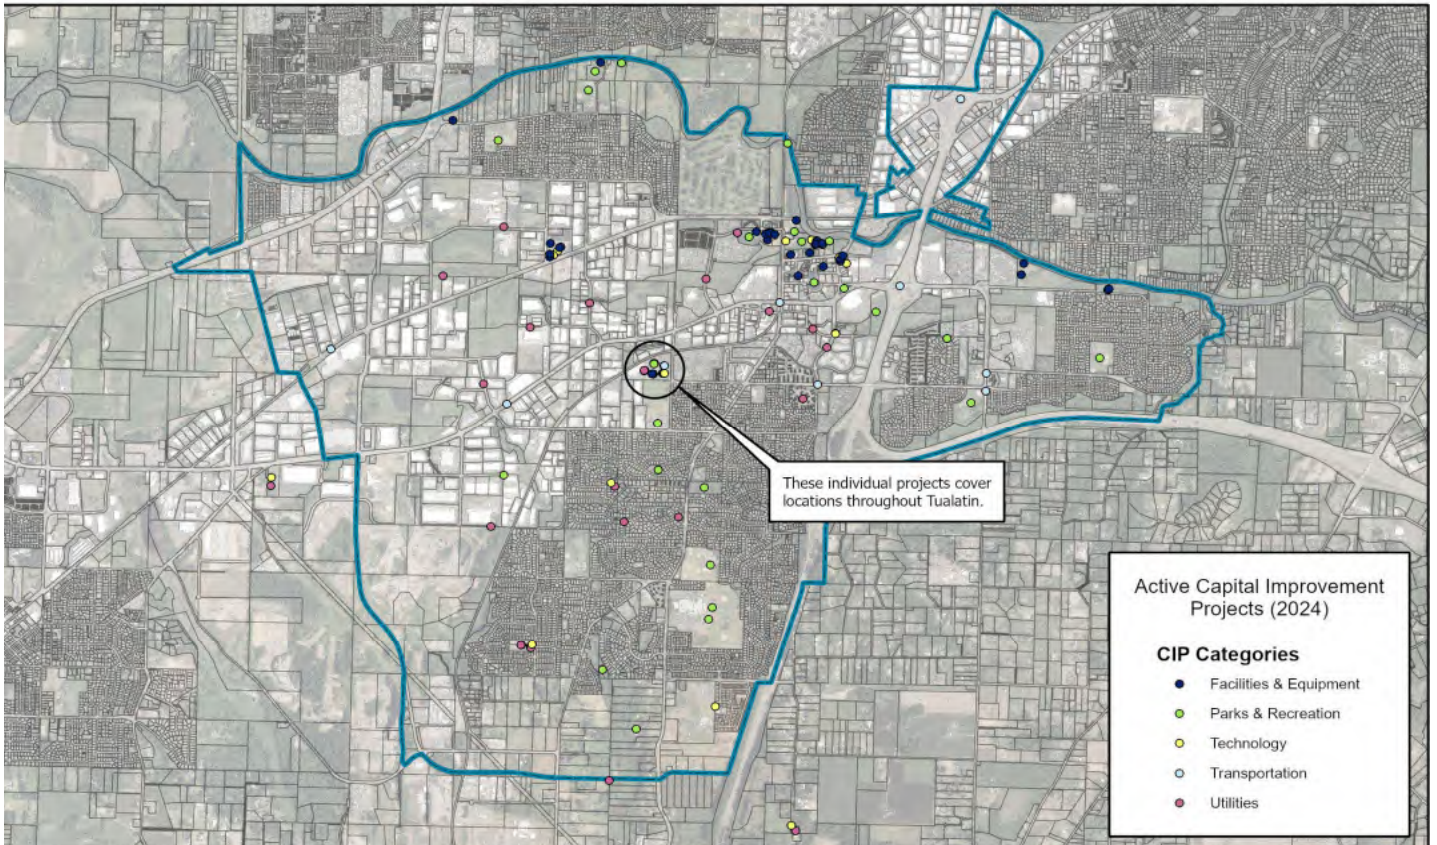 These individual projects cover
locations throughout Tualatin.
Active Capital Improvement
Projects (2024)
CIP Categories
Facilities & Equipment
Parks & Recreation
Technology
Transportation
Utilities